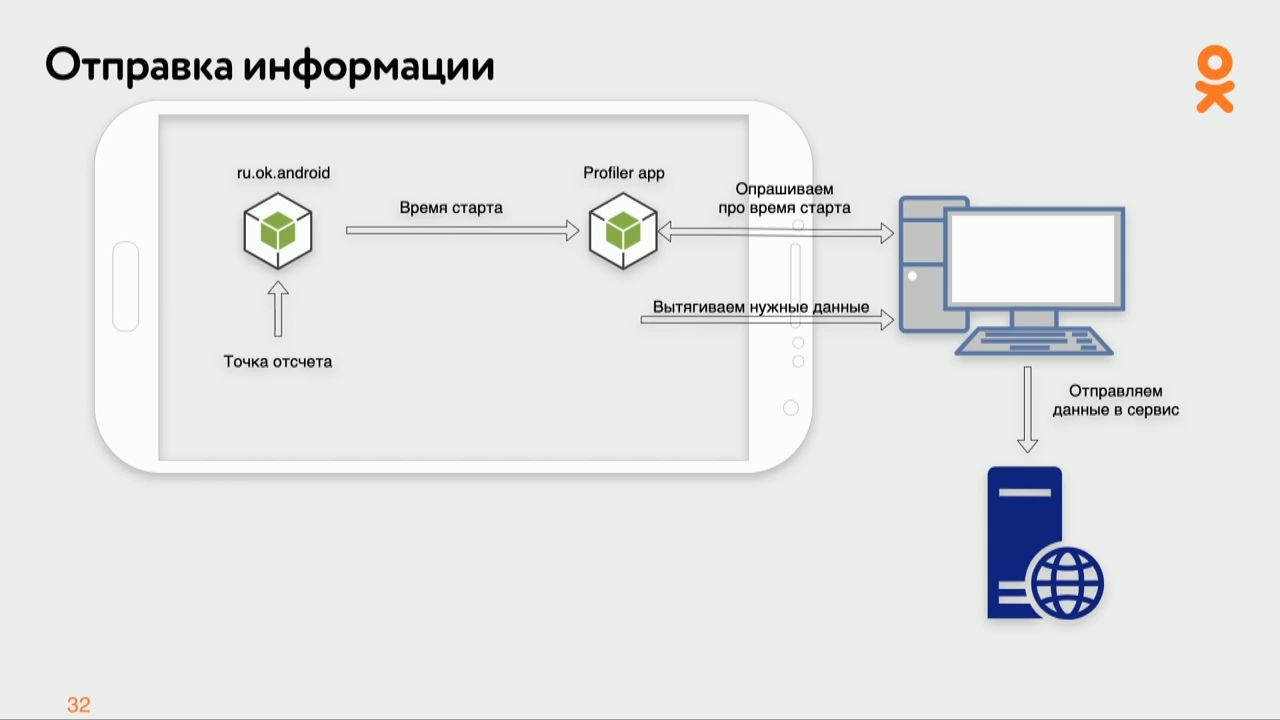 Отправка информации
ru.ok.android
Profiler app
Время старта
Опрашиваем
про время старта
Вытягиваем нужные данные
Точка отсчета
Отправляем
данные в сервис
32